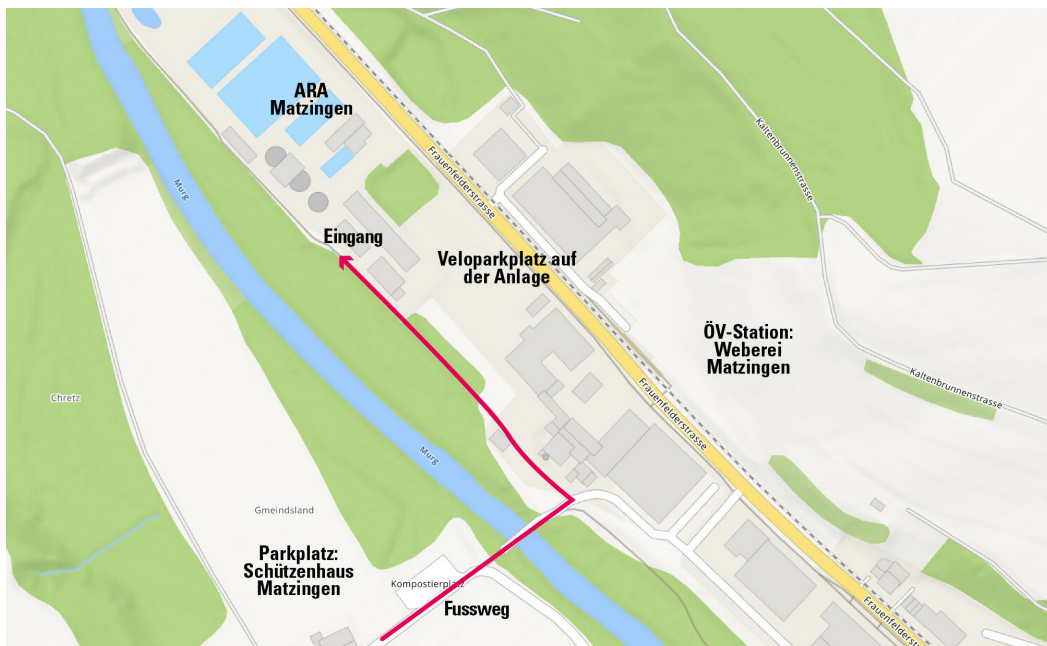 ARA
Matzingen
Kaltenbrunnenstrasse
Frauenfelderstrasse
Murg
Eingang
Veloparkplatz auf
der Anlage
ÖV-Station:
Weberei
Matzingen
Kaltenbrunnenstrasse
Frauenfelderstrasse
Chretz
Murg
Gmeindsland
Parkplatz:
Schützenhaus
Matzingen
Kompostierplatz
Fussweg
Frauenfelderstr